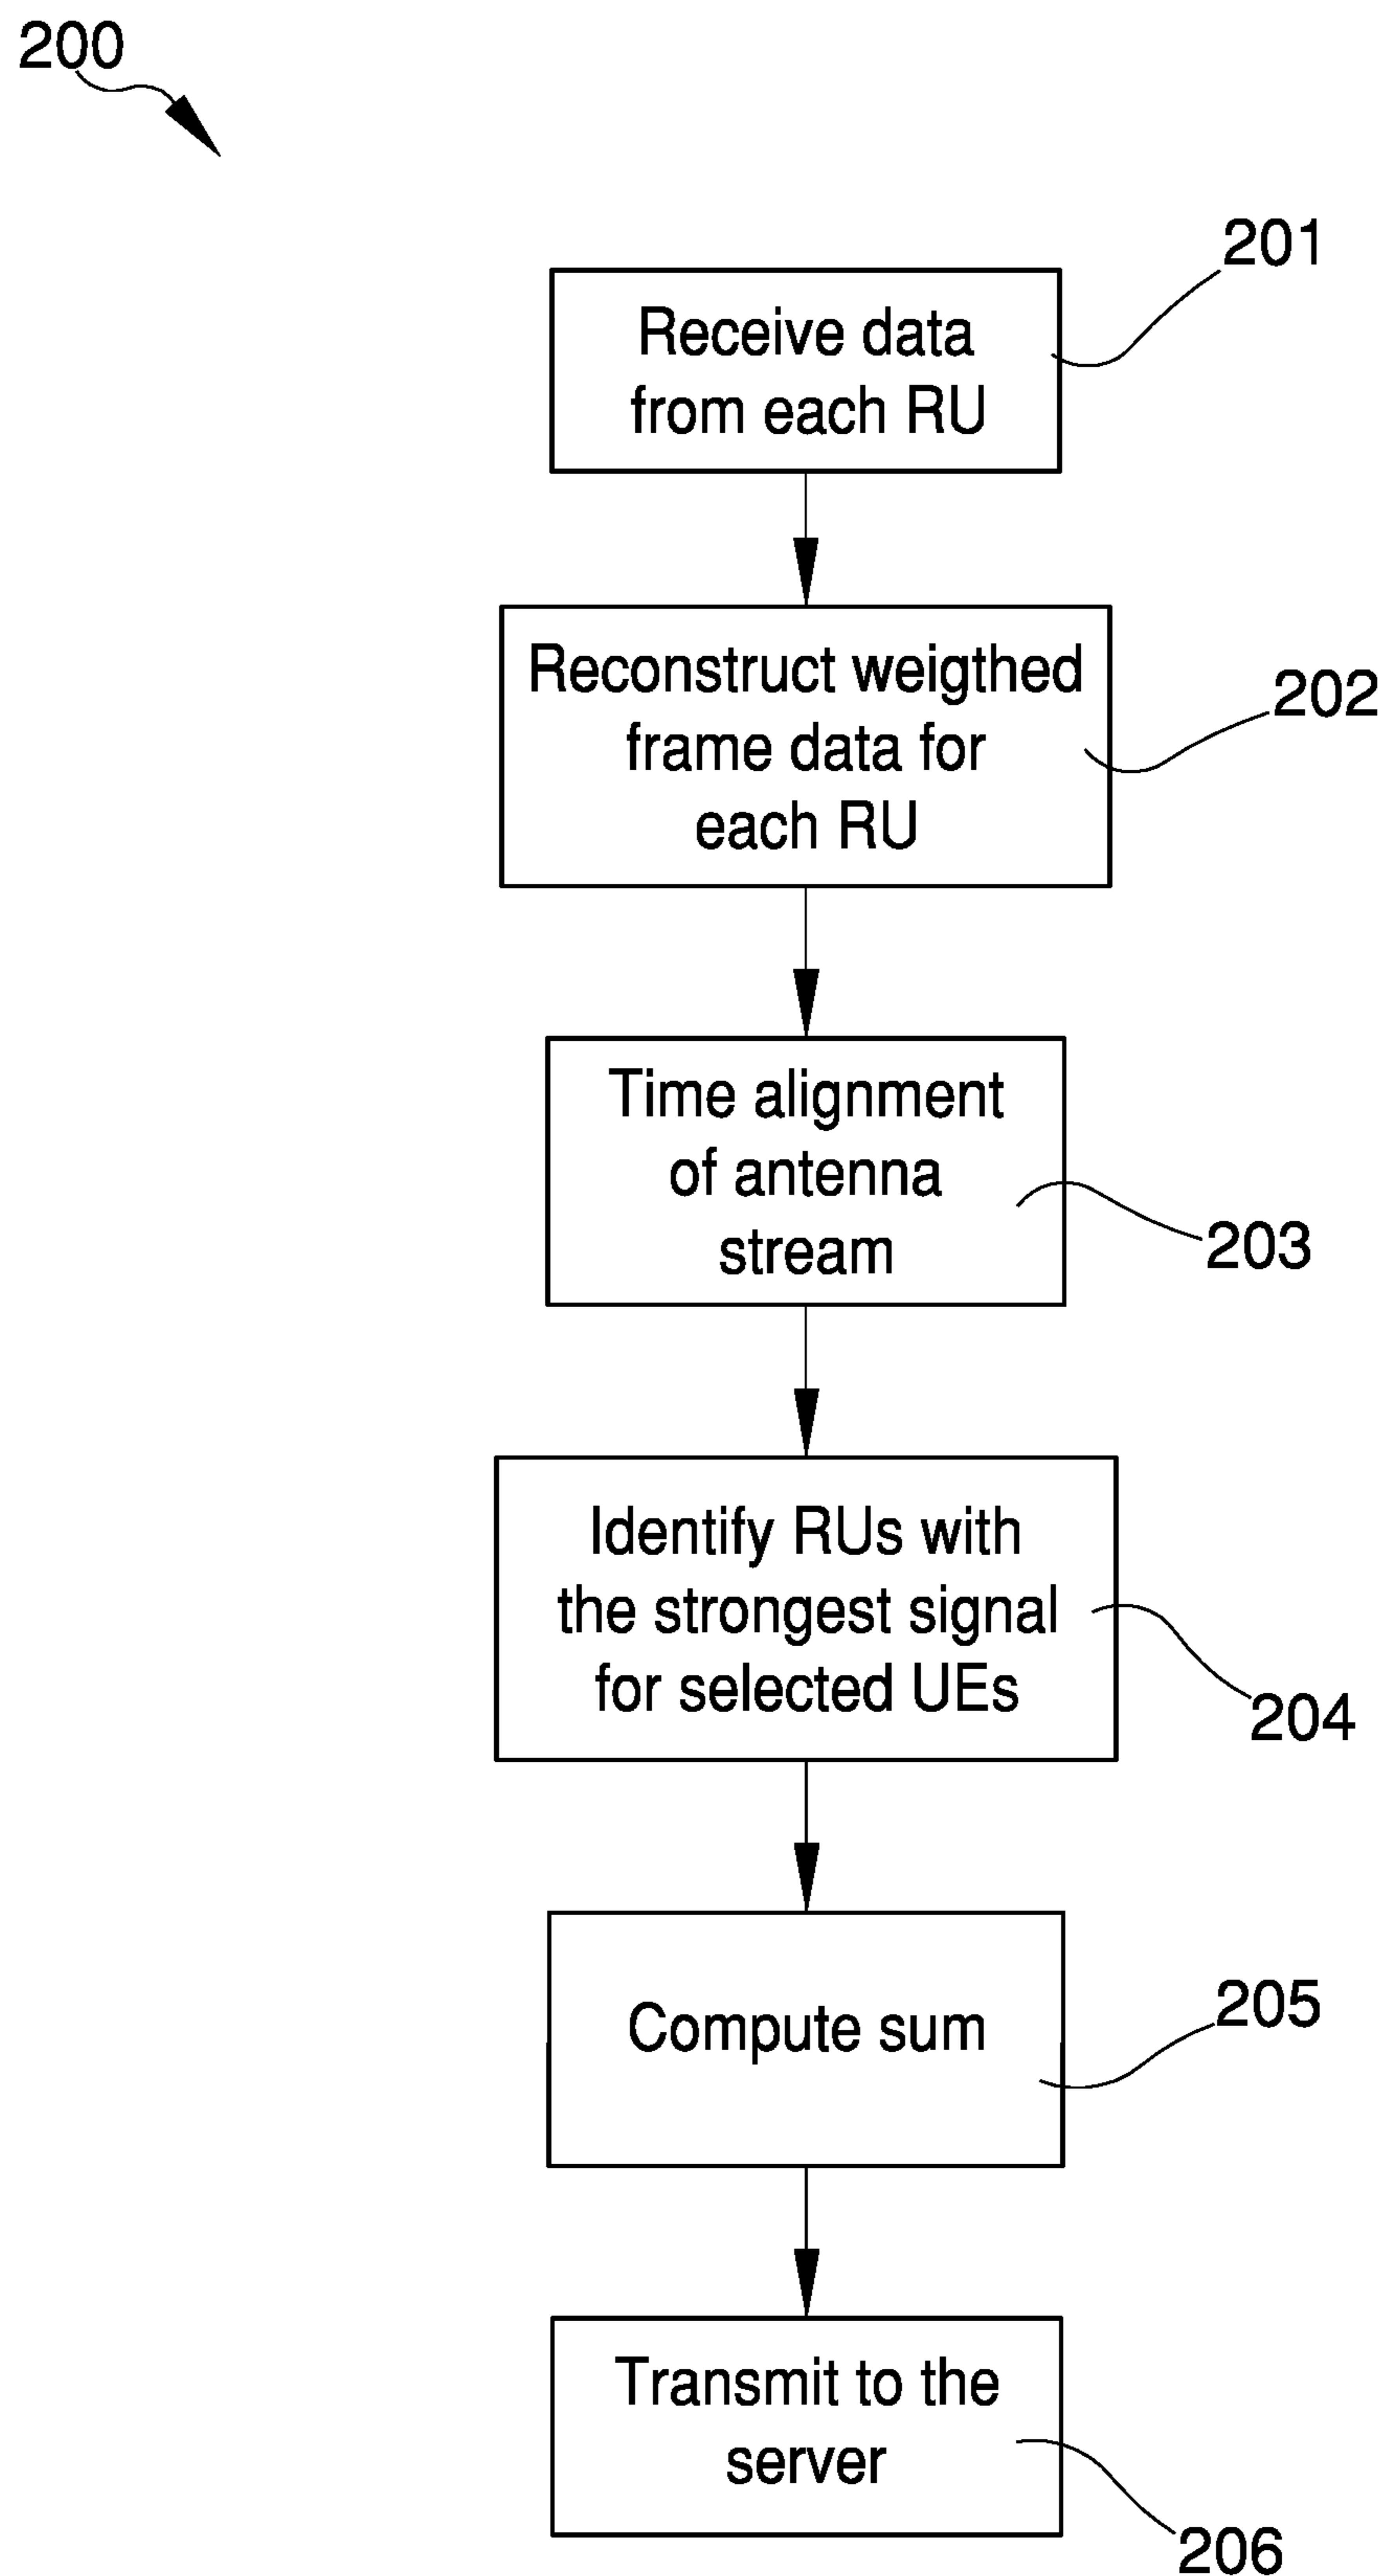 200
201
Receive data
from each RU
Reconstruct weigthed
frame data for
each RU
202
Time alignment
of antenna
stream
203
Identify RUs with
the strongest signal
for selected UEs
204
Compute sum
205
Transmit to the
server
206